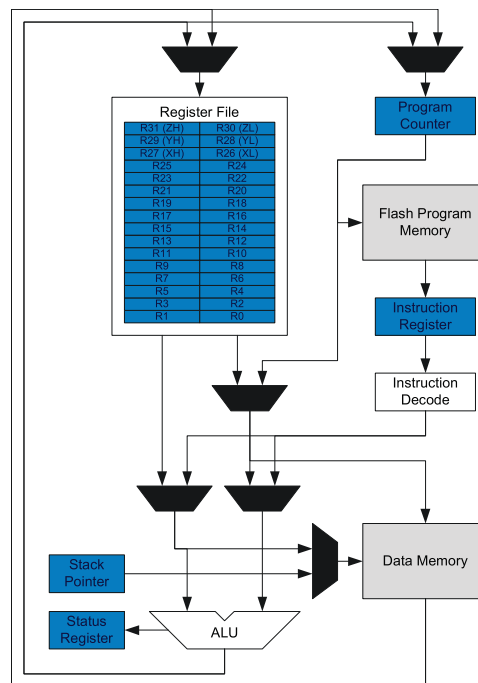 Register File
R31 (ZH) R30 (ZL)
R29 (YH) R28 (YL)
R27 (XH) R26 (XL)
R25 R24
R23 R22
R21 R20
R19 R18
R17 R16
R15 R14
R13 R12
R11 R10
R9 R8
R7 R6
R5 R4
R3 R2
R1 R0
Program
Counter
Flash Program
Memory
Instruction
Register
Instruction
Decode
Stack
Pointer
Data Memory
Status
Register
ALU